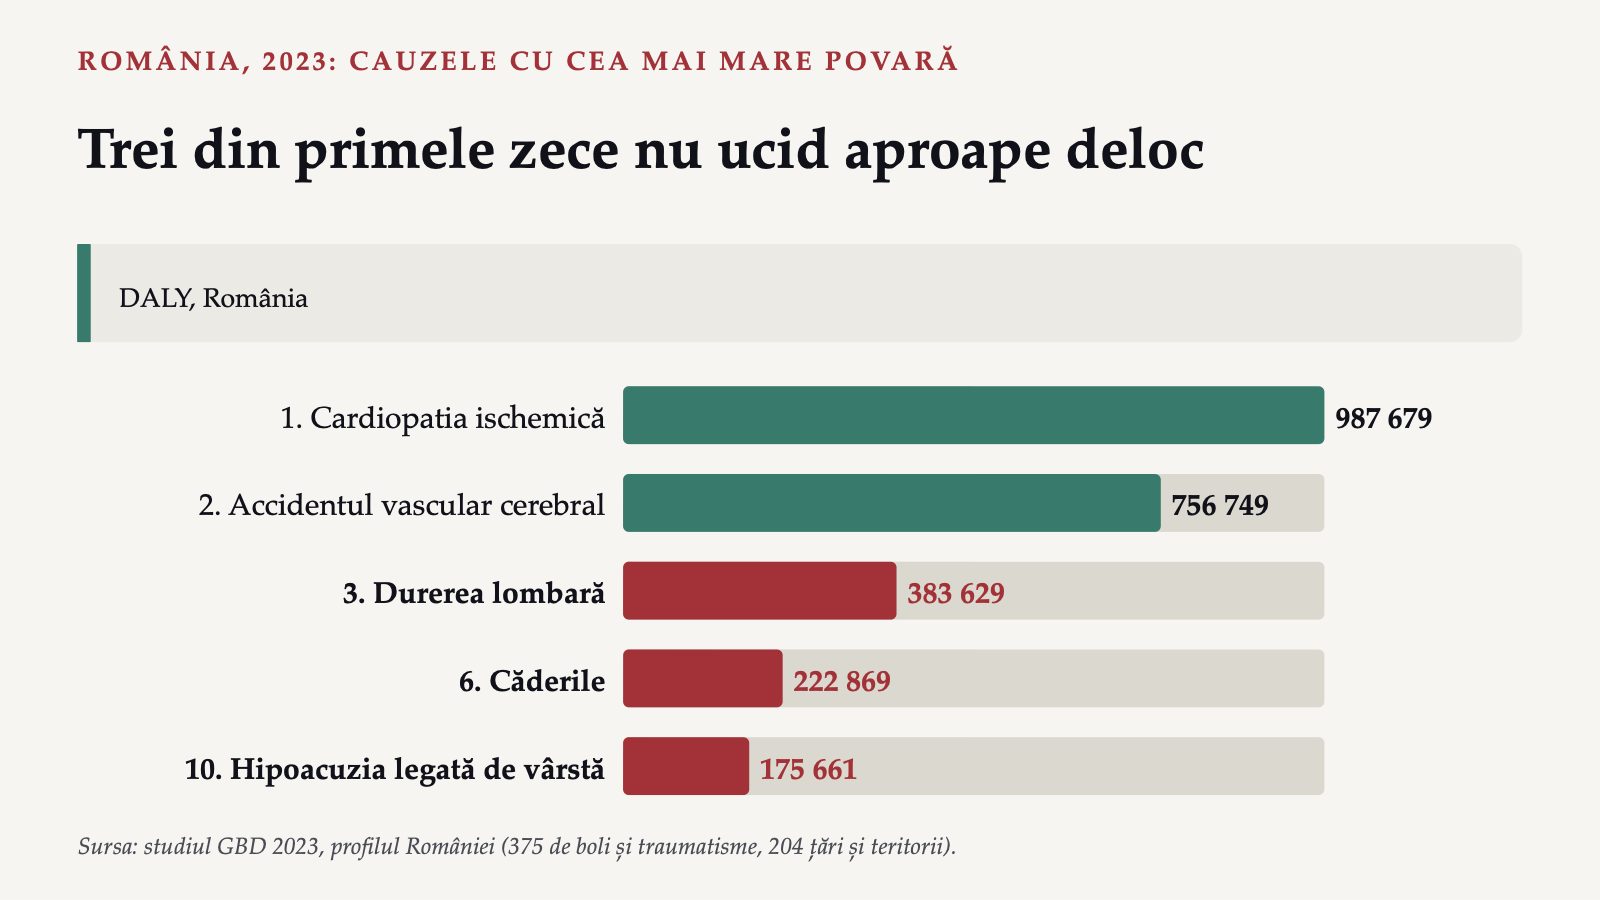 ROMÂNIA, 2023: CAUZELE CU CEA MAI MARE POVARĂ
Trei din primele zece nu ucid aproape deloc
DALY, România
1. Cardiopatia ischemică 987 679
2. Accidentul vascular cerebral 756 749
3. Durerea lombară 383 629
6. Căderile 222 869
10. Hipoacuzia legată de vârstă 175 661
Sursa: studiul GBD 2023, profilul României (375 de boli și traumatisme, 204 țări și teritorii).